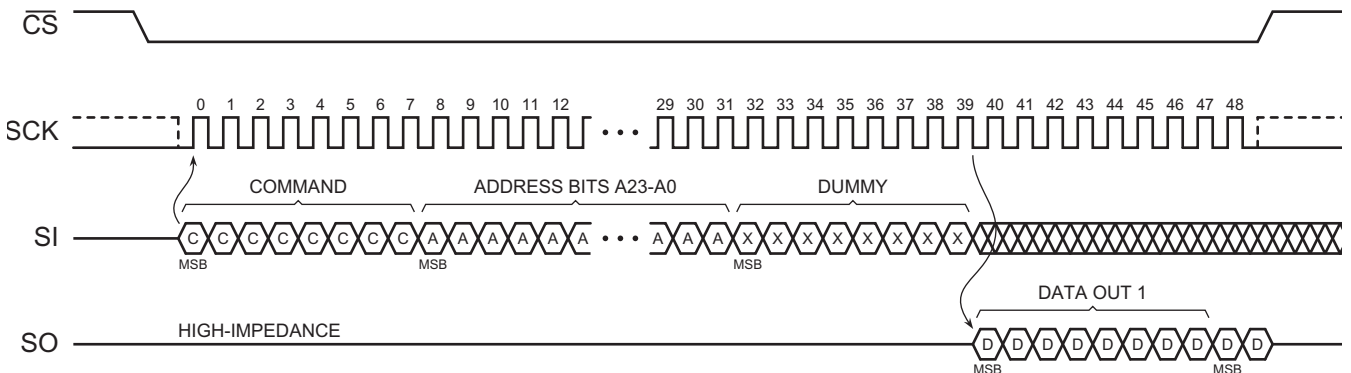 CS
0 1 2 3 4 5 6 7 8 9 10 11 12 29 30 31 32 33 34 35 36 37 38 39 40 41 42 43 44 45 46 47 48
SCK
COMMAND ADDRESS BITS A23-A0 DUMMY
SI C C C C C C C C A A A A A A • • • A A A X X X X X X X X
MSB MSB MSB
DATA OUT 1
HIGH-IMPEDANCE
SO D D D D D D D D D D
MSB MSB